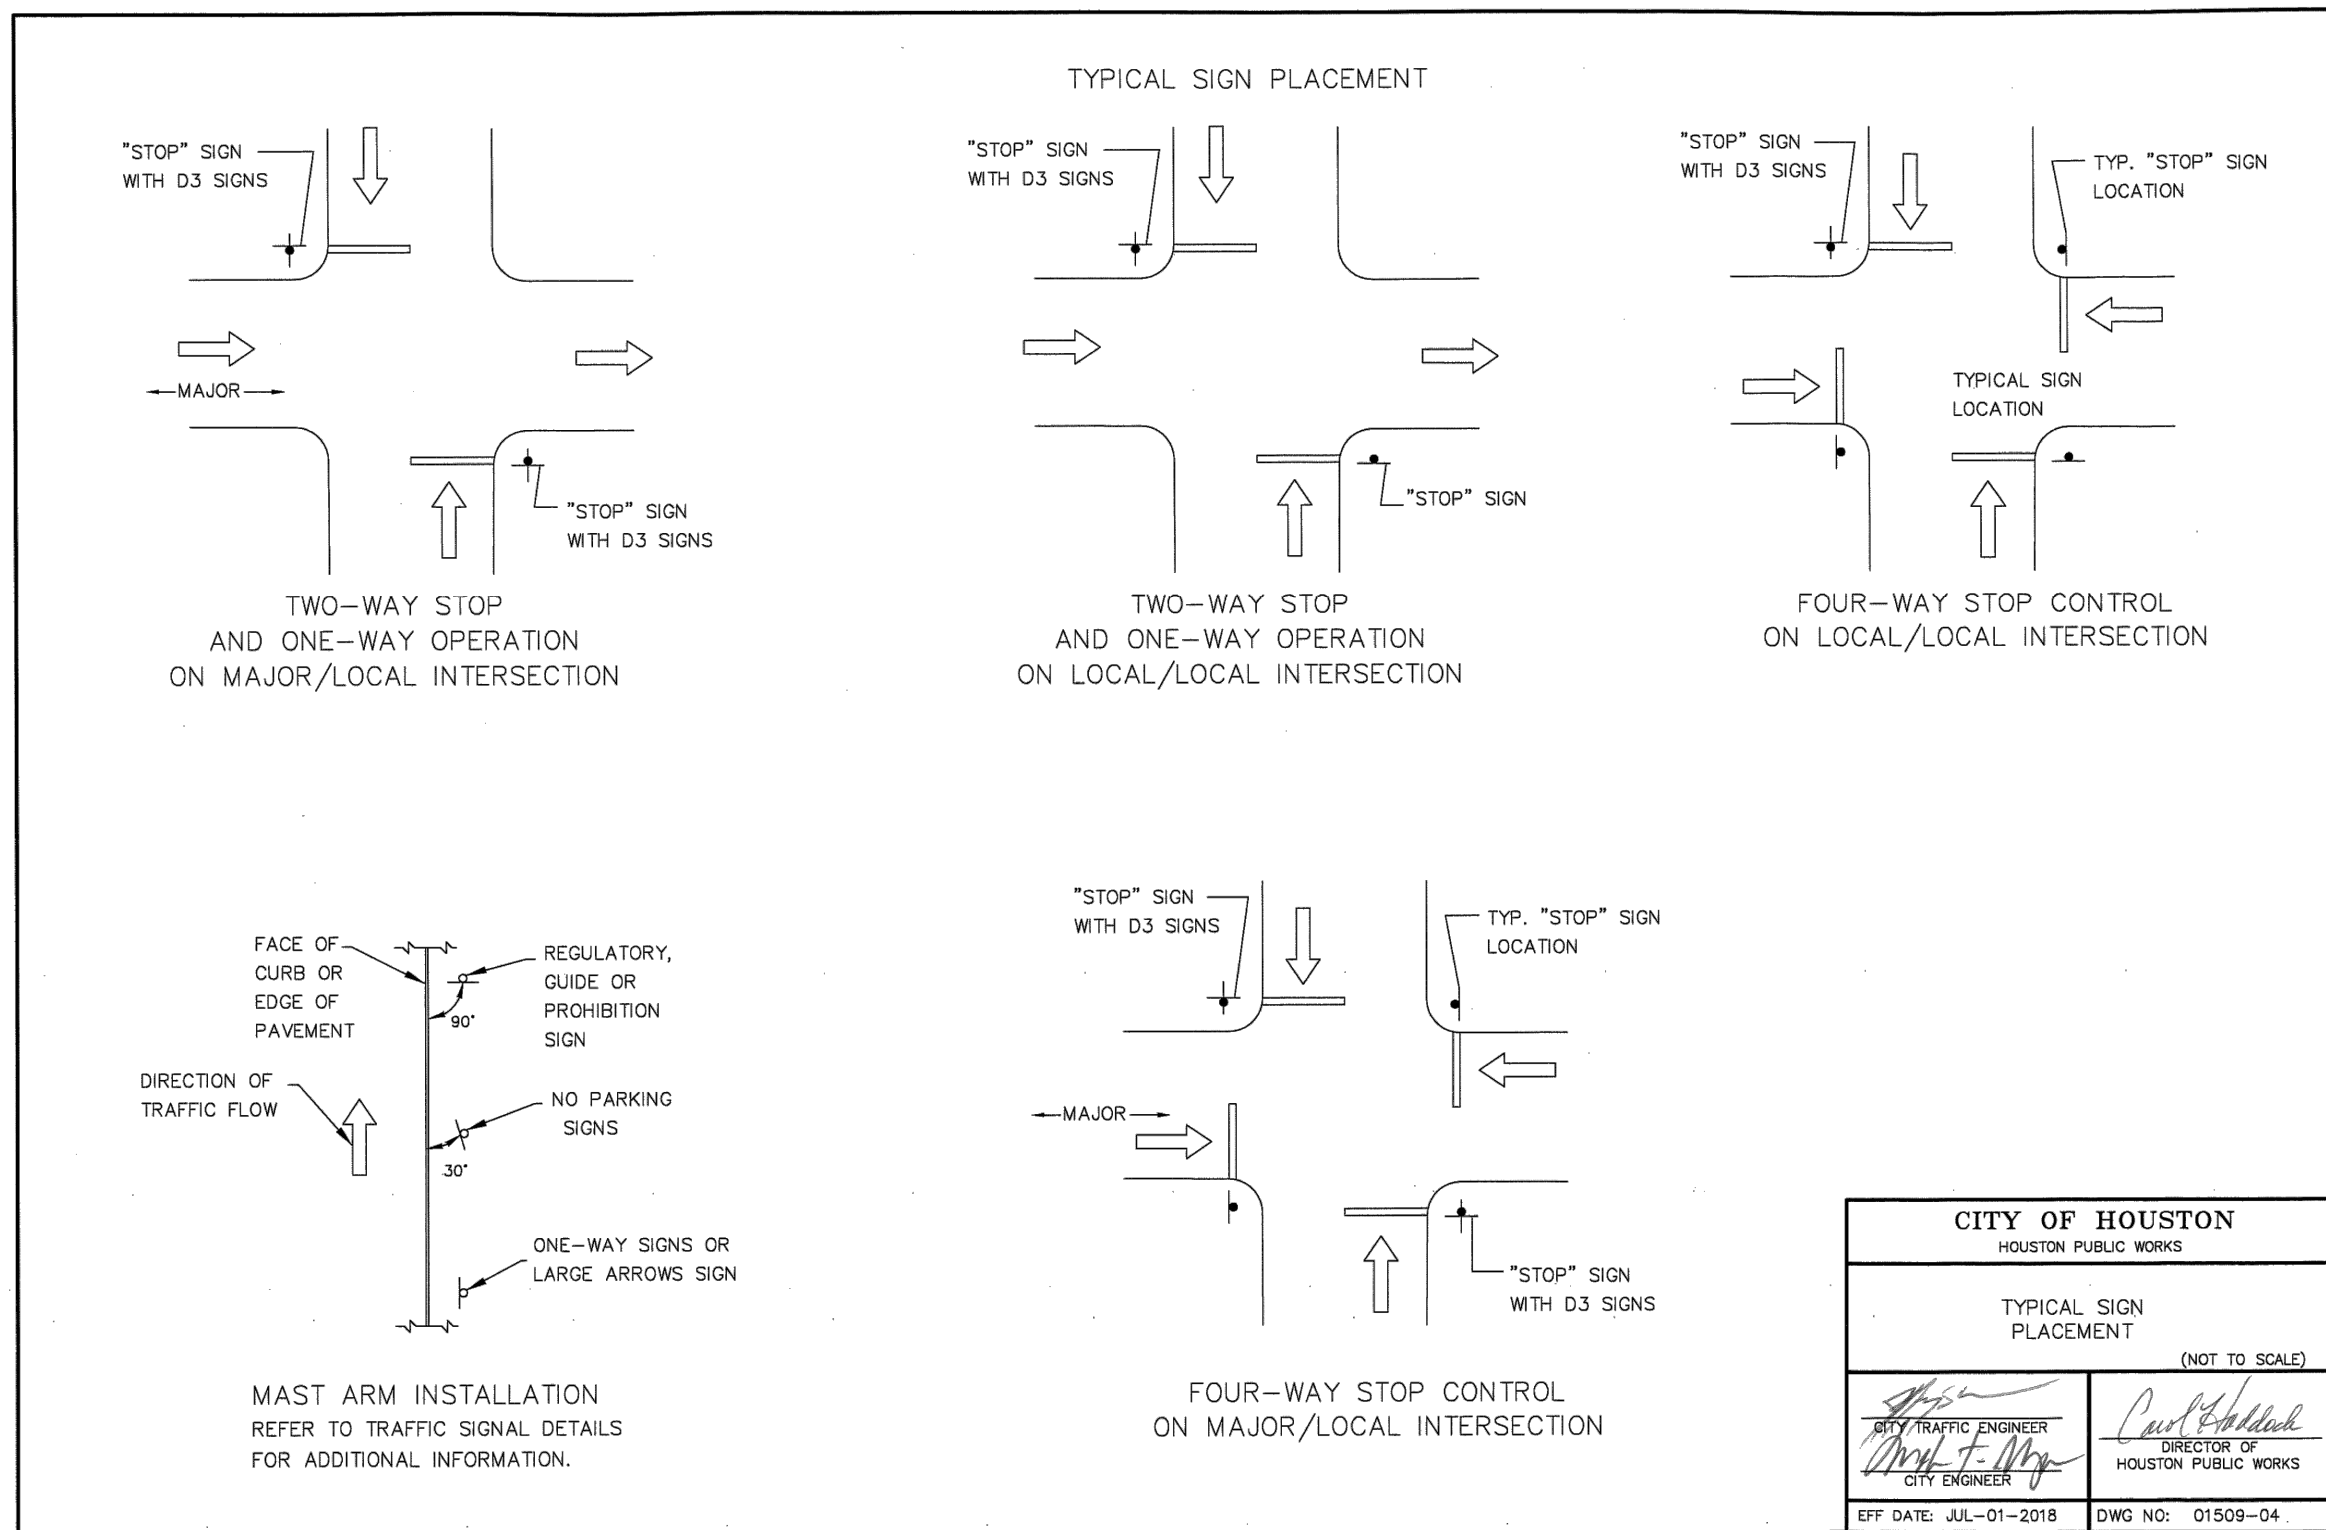 TYPICAL SIGN PLACEMENT
"STOP" SIGN
WITH D3 SIGNS
MAJOR
"STOP" SIGN
WITH D3 SIGNS
TWO-WAY STOP
AND ONE-WAY OPERATION
ON MAJOR/LOCAL INTERSECTION
"STOP" SIGN
WITH D3 SIGNS
"STOP" SIGN
TWO-WAY STOP
AND ONE-WAY OPERATION
ON LOCAL/LOCAL INTERSECTION
"STOP" SIGN
WITH D3 SIGNS
TYP. "STOP" SIGN
LOCATION
TYPICAL SIGN
LOCATION
FOUR-WAY STOP CONTROL
ON LOCAL/LOCAL INTERSECTION
FACE OF
CURB OR
EDGE OF
PAVEMENT
REGULATORY,
GUIDE OR
PROHIBITION
SIGN
90°
DIRECTION OF
TRAFFIC FLOW
NO PARKING
SIGNS
30°
ONE-WAY SIGNS OR
LARGE ARROWS SIGN
MAST ARM INSTALLATION
REFER TO TRAFFIC SIGNAL DETAILS
FOR ADDITIONAL INFORMATION.
"STOP" SIGN
WITH D3 SIGNS
TYP. "STOP" SIGN
LOCATION
MAJOR
"STOP" SIGN
WITH D3 SIGNS
FOUR-WAY STOP CONTROL
ON MAJOR/LOCAL INTERSECTION
CITY OF HOUSTON
HOUSTON PUBLIC WORKS
TYPICAL SIGN
PLACEMENT
(NOT TO SCALE)
CITY TRAFFIC ENGINEER
CITY ENGINEER
Carol Haddock
DIRECTOR OF
HOUSTON PUBLIC WORKS
EFF DATE: JUL-01-2018
DWG NO: 01509-04